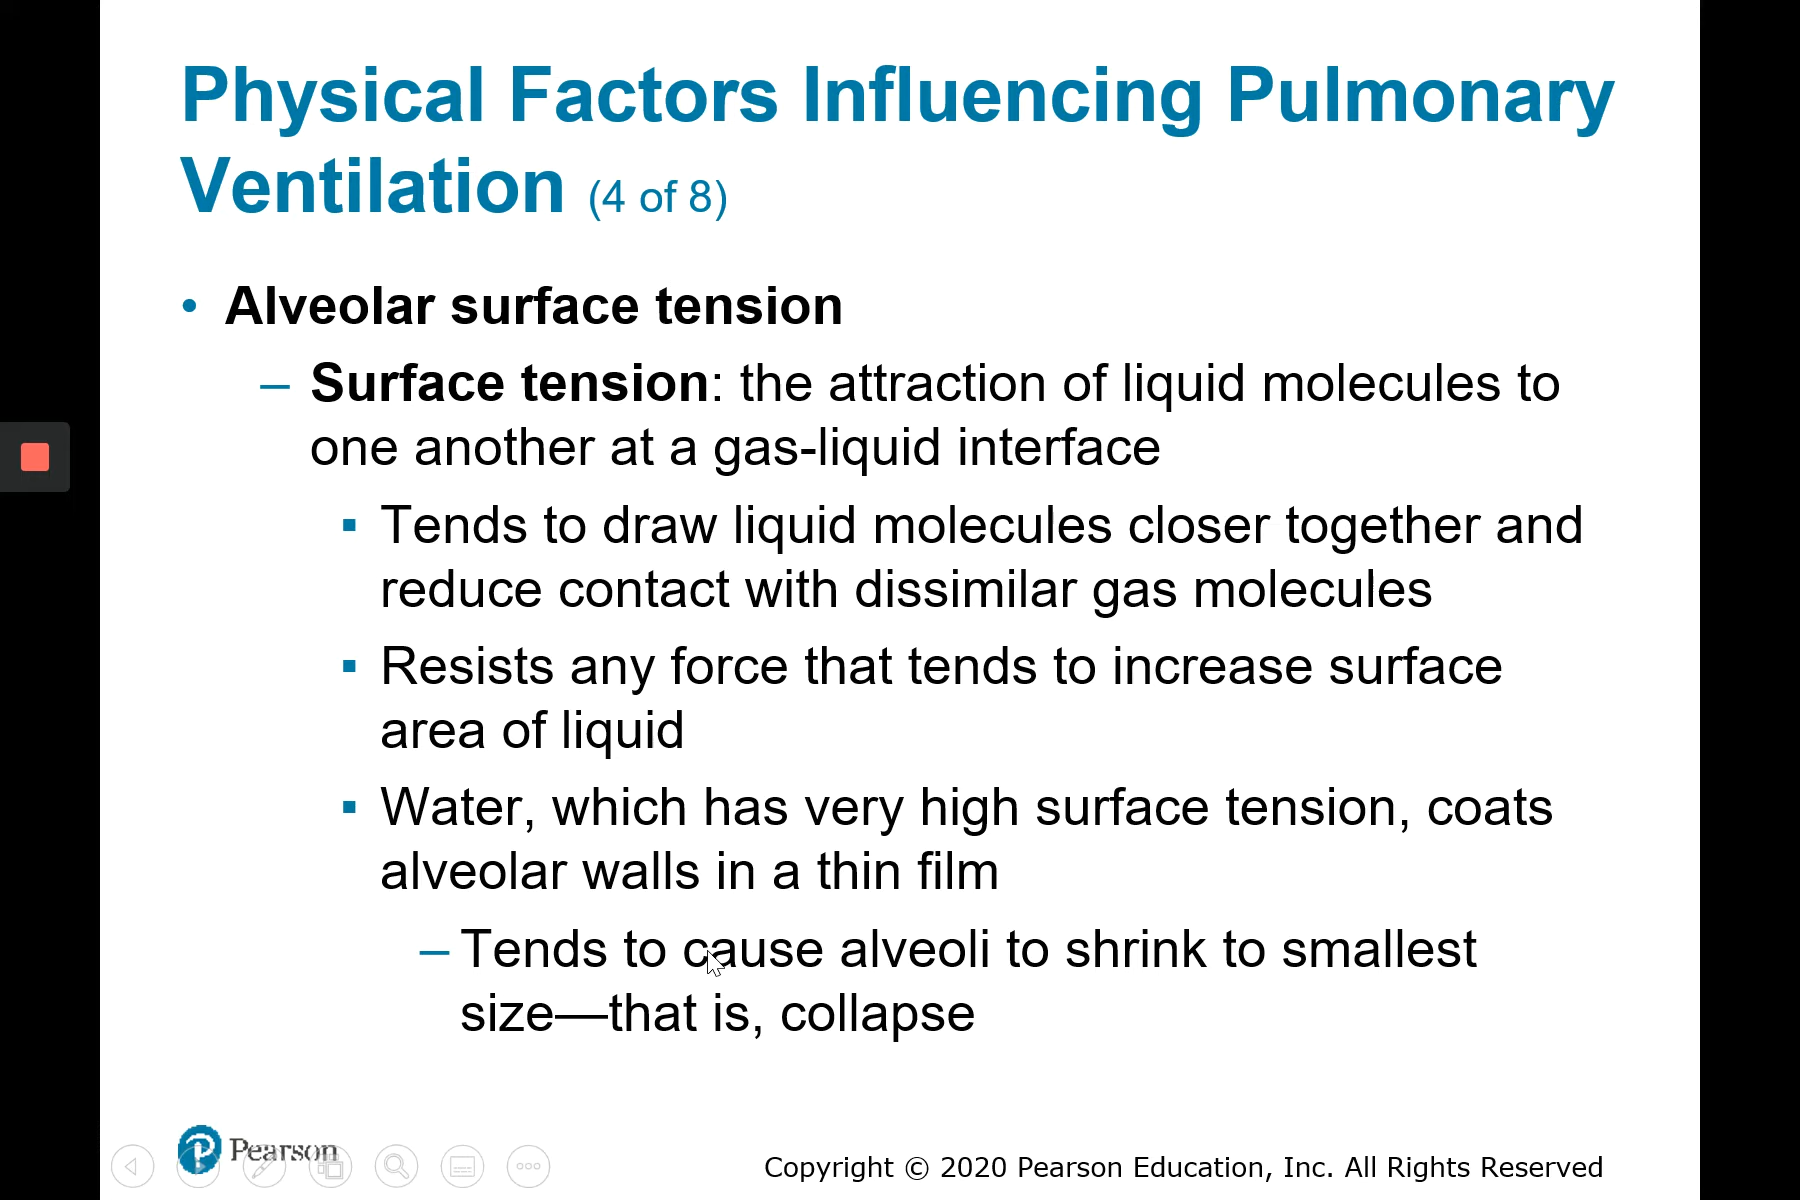 Physical Factors Influencing Pulmonary
Ventilation (4 of 8)
• Alveolar surface tension
– Surface tension: the attraction of liquid molecules to
one another at a gas-liquid interface
▪ Tends to draw liquid molecules closer together and
reduce contact with dissimilar gas molecules
▪ Resists any force that tends to increase surface
area of liquid
▪ Water, which has very high surface tension, coats
alveolar walls in a thin film
– Tends to cause alveoli to shrink to smallest
size—that is, collapse
Pearson
Copyright © 2020 Pearson Education, Inc. All Rights Reserved